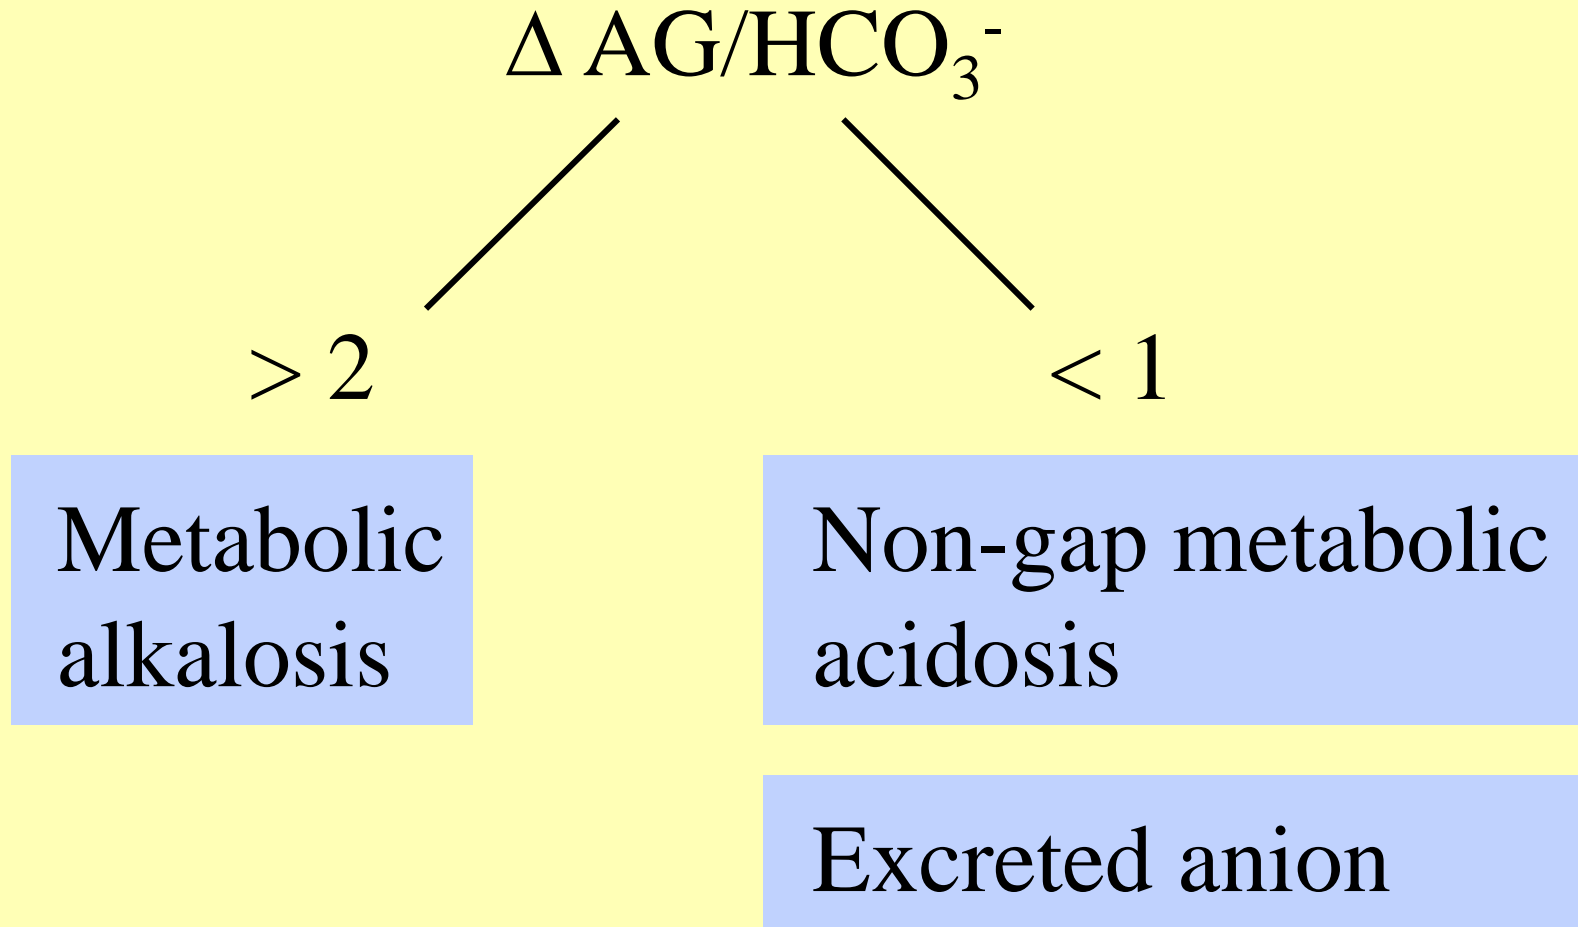 Δ AG/HCO₃⁻
> 2
< 1
Metabolic
alkalosis
Non-gap metabolic
acidosis
Excreted anion